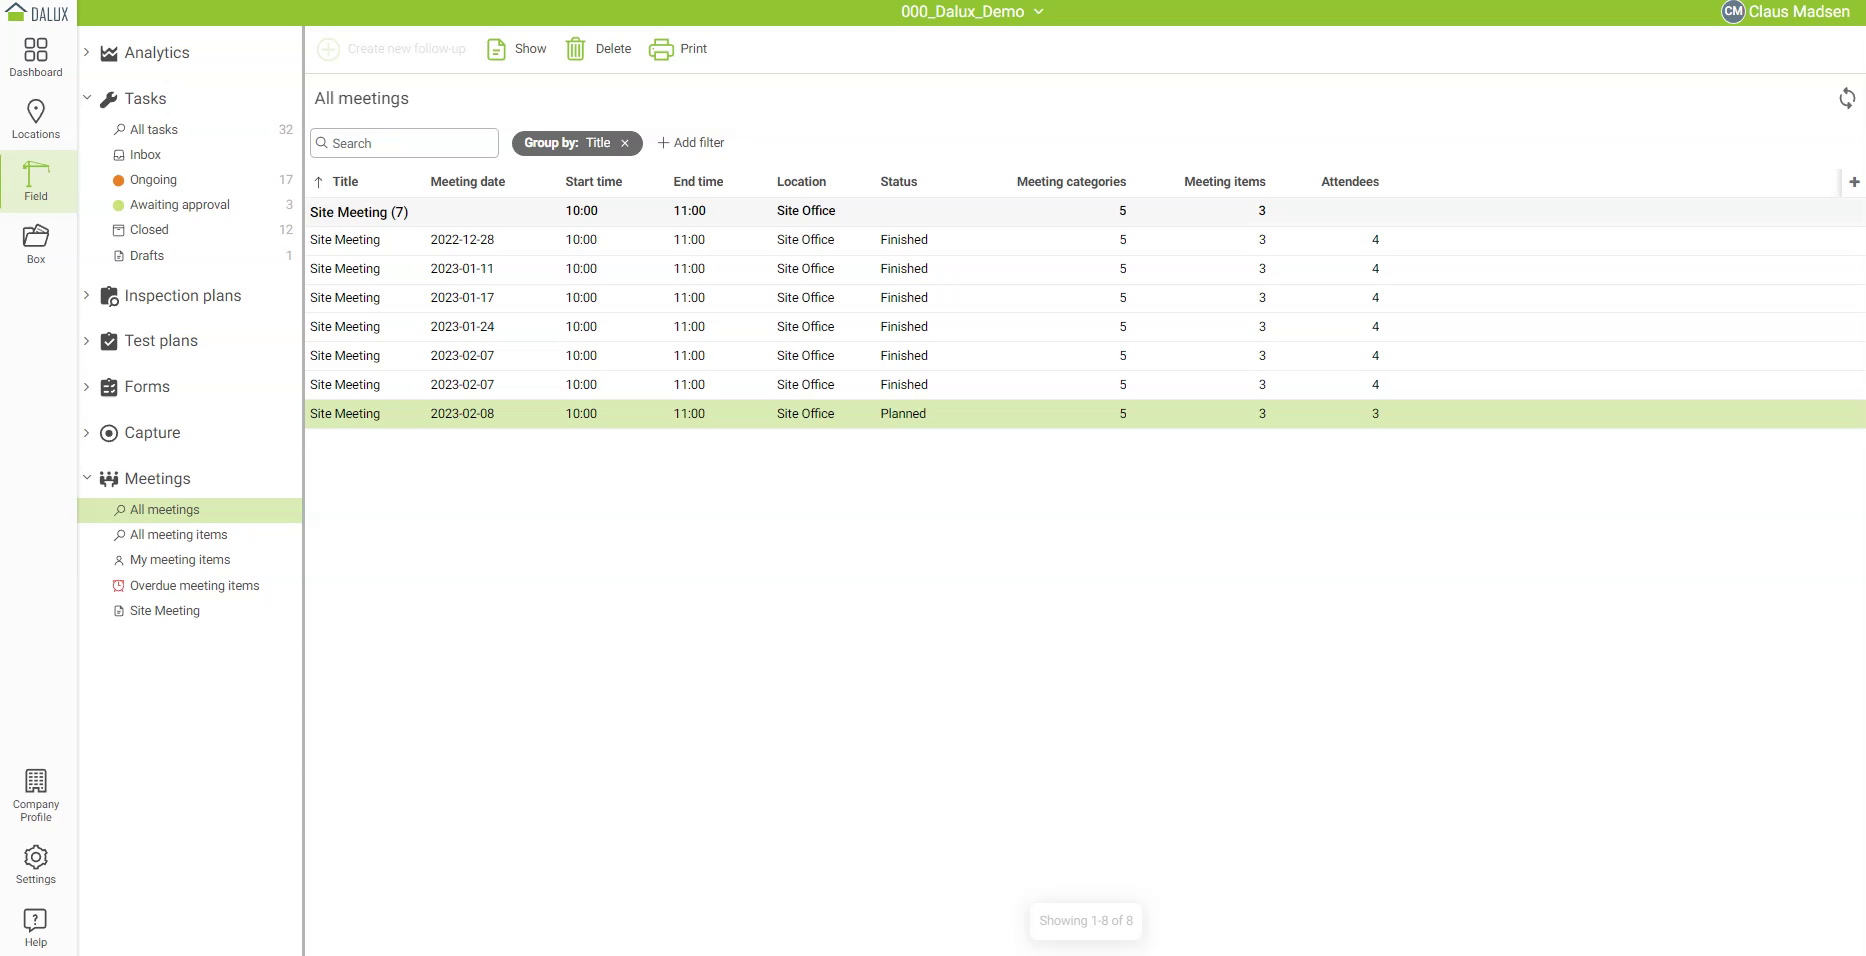 DALUX
000_Dalux_Demo
CM Claus Madsen
Dashboard
Locations
Field
Box
Company
Profile
Settings
Help
Analytics
Tasks
All tasks 32
Inbox
Ongoing 17
Awaiting approval 3
Closed 12
Drafts 1
Inspection plans
Test plans
Forms
Capture
Meetings
All meetings
All meeting items
My meeting items
Overdue meeting items
Site Meeting
Create new follow-up Show Delete Print
All meetings
Search Group by: Title × + Add filter
Title Meeting date Start time End time Location Status Meeting categories Meeting items Attendees +
Site Meeting (7) 10:00 11:00 Site Office 5 3
Site Meeting 2022-12-28 10:00 11:00 Site Office Finished 5 3 4
Site Meeting 2023-01-11 10:00 11:00 Site Office Finished 5 3 4
Site Meeting 2023-01-17 10:00 11:00 Site Office Finished 5 3 4
Site Meeting 2023-01-24 10:00 11:00 Site Office Finished 5 3 4
Site Meeting 2023-02-07 10:00 11:00 Site Office Finished 5 3 4
Site Meeting 2023-02-07 10:00 11:00 Site Office Finished 5 3 4
Site Meeting 2023-02-08 10:00 11:00 Site Office Planned 5 3 3
Showing 1-8 of 8